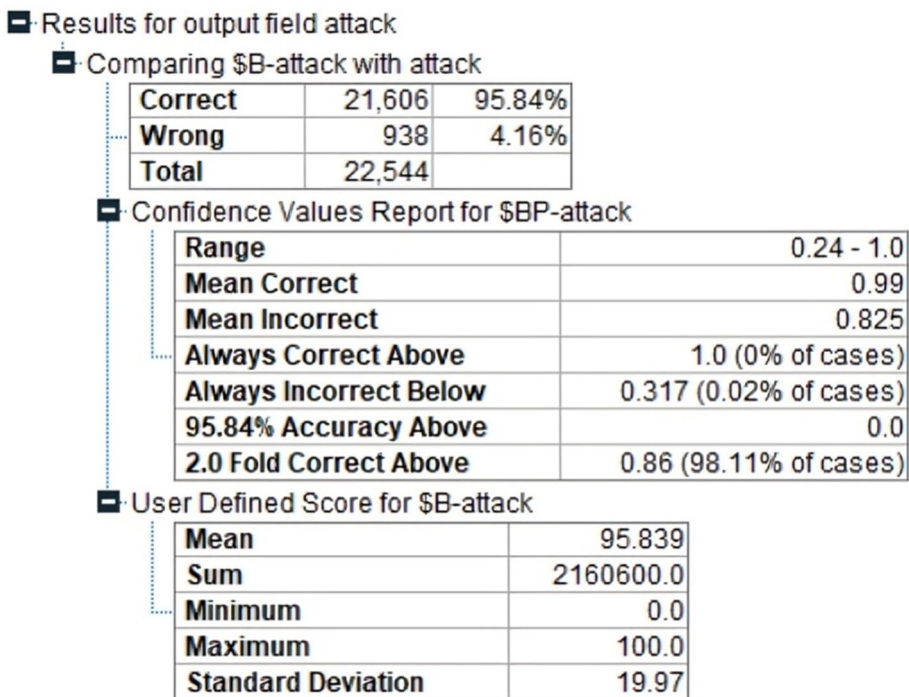 Results for output field attack
Comparing $B-attack with attack
Correct 21,606 95.84%
Wrong 938 4.16%
Total 22,544
Confidence Values Report for $BP-attack
Range 0.24 - 1.0
Mean Correct 0.99
Mean Incorrect 0.825
Always Correct Above 1.0 (0% of cases)
Always Incorrect Below 0.317 (0.02% of cases)
95.84% Accuracy Above 0.0
2.0 Fold Correct Above 0.86 (98.11% of cases)
User Defined Score for $B-attack
Mean 95.839
Sum 2160600.0
Minimum 0.0
Maximum 100.0
Standard Deviation 19.97